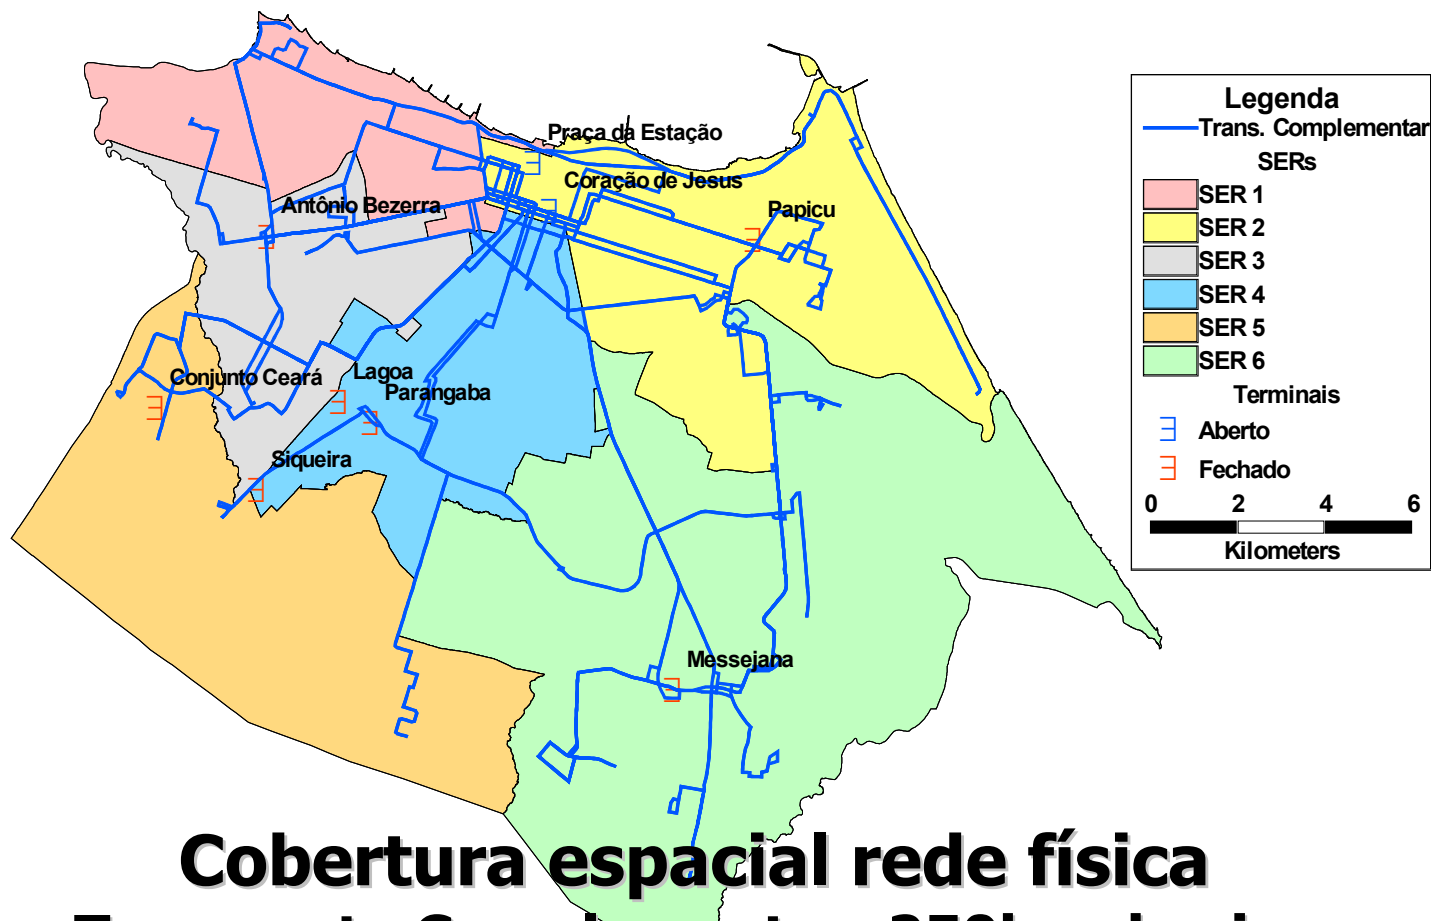 Legenda
Trans. Complementar
SERs
SER 1
SER 2
SER 3
SER 4
SER 5
SER 6
Terminais
Aberto
Fechado
0 2 4 6
Kilometers
Praça da Estação
Coração de Jesus
Papicu
Antônio Bezerra
Conjunto Ceará
Lagoa
Parangaba
Siqueira
Messejana
Cobertura espacial rede física